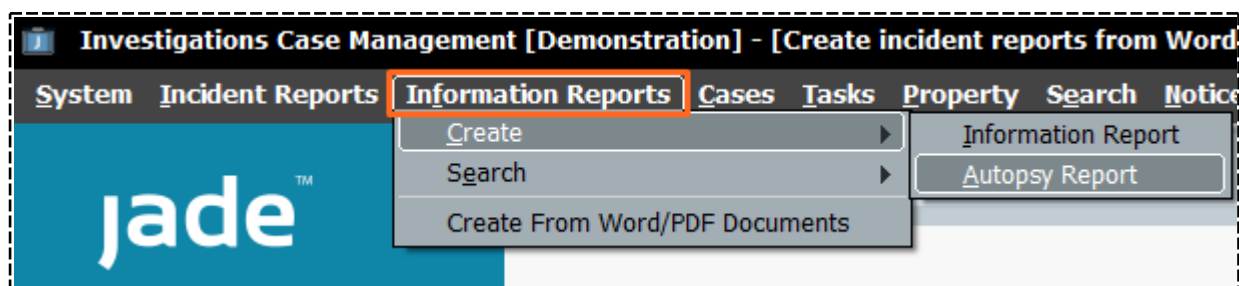 Investigations Case Management [Demonstration] - [Create incident reports from Word
System Incident Reports Information Reports Cases Tasks Property Search Notice
Create
Information Report
Search
Autopsy Report
Create From Word/PDF Documents
jade™